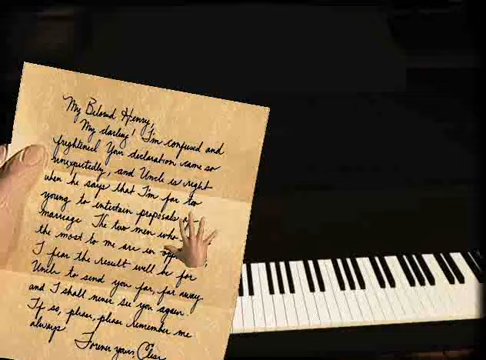 My Beloved Henry,
My darling! I'm confused and
frightened. Your declaration came so
unexpectedly, and Uncle is right
when he says that I'm far too
young to entertain proposals
marriage. The two men who
the most to me are in
I fear the result will be for
Uncle to send you far, far away
and I shall never see you again.
If so, please, please remember me
always.
Forever yours,